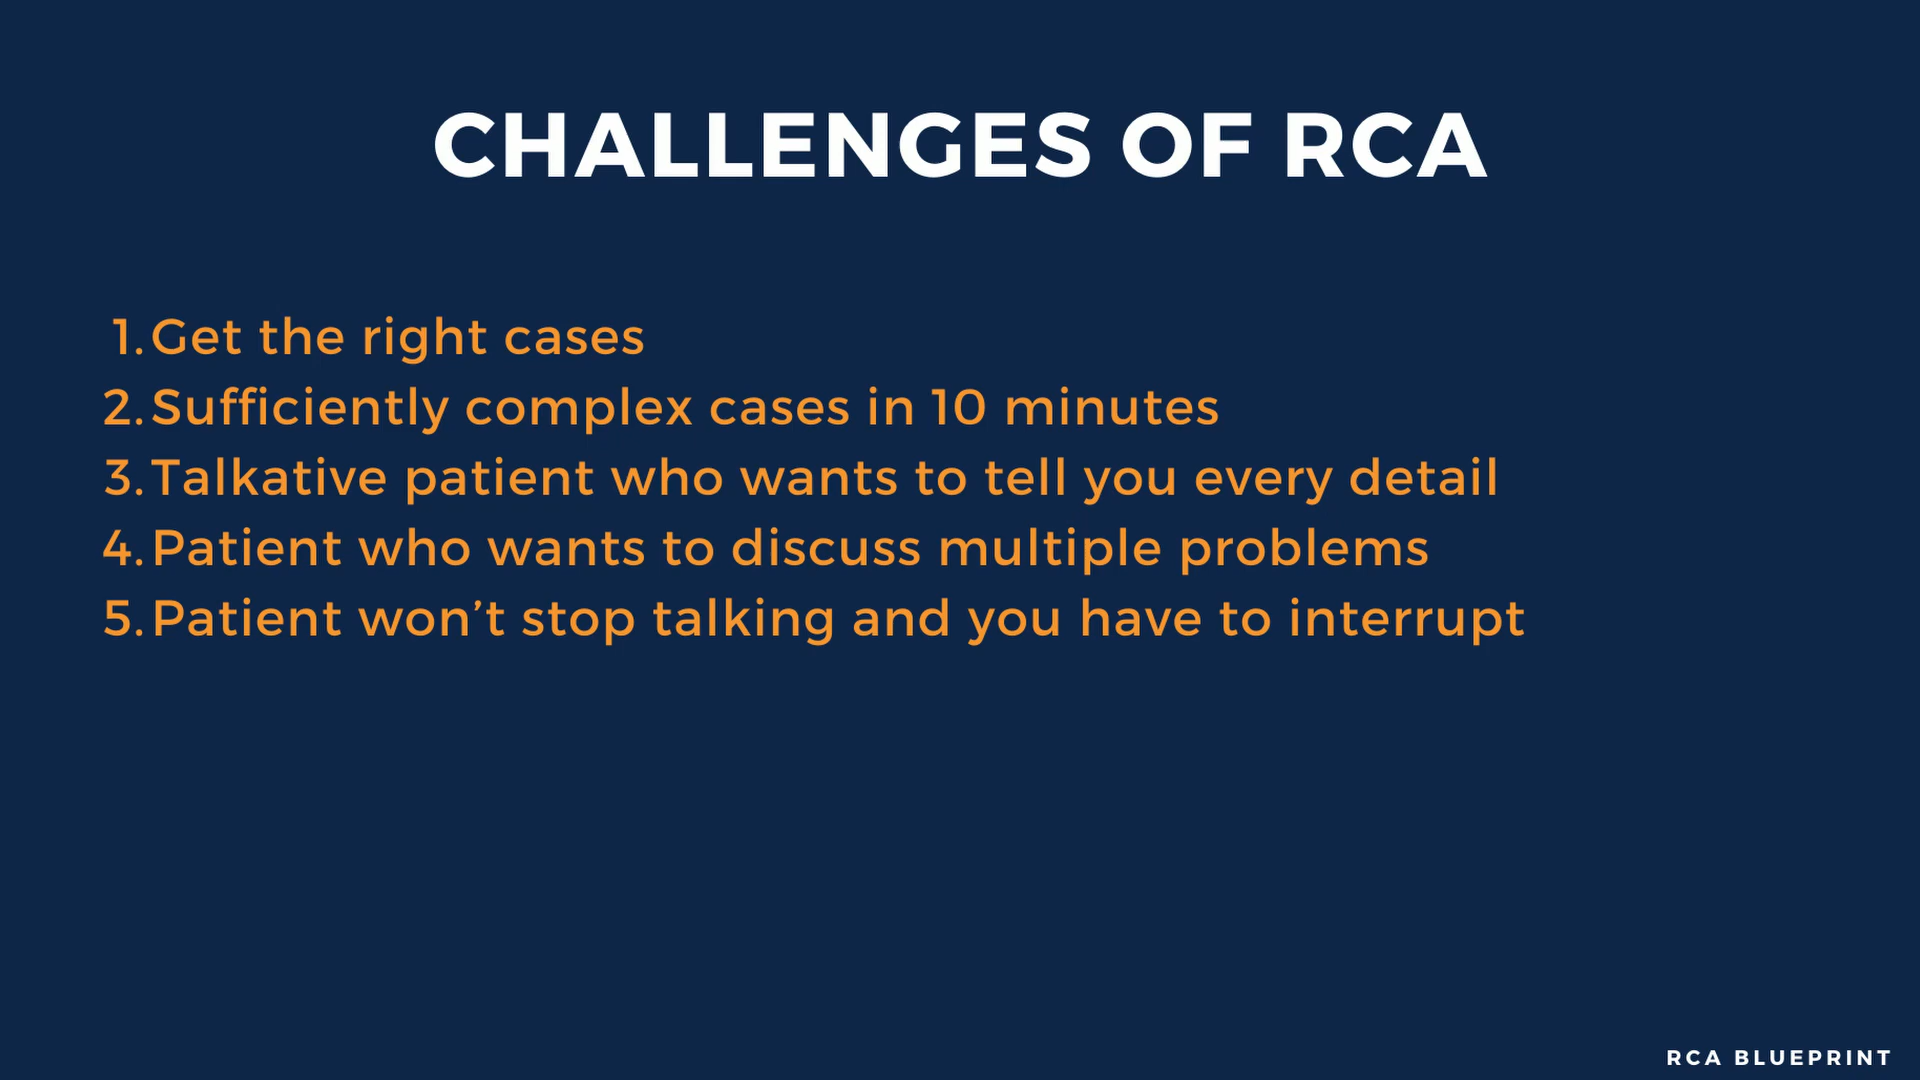 CHALLENGES OF RCA
1. Get the right cases
2. Sufficiently complex cases in 10 minutes
3. Talkative patient who wants to tell you every detail
4. Patient who wants to discuss multiple problems
5. Patient won’t stop talking and you have to interrupt
RCA BLUEPRINT